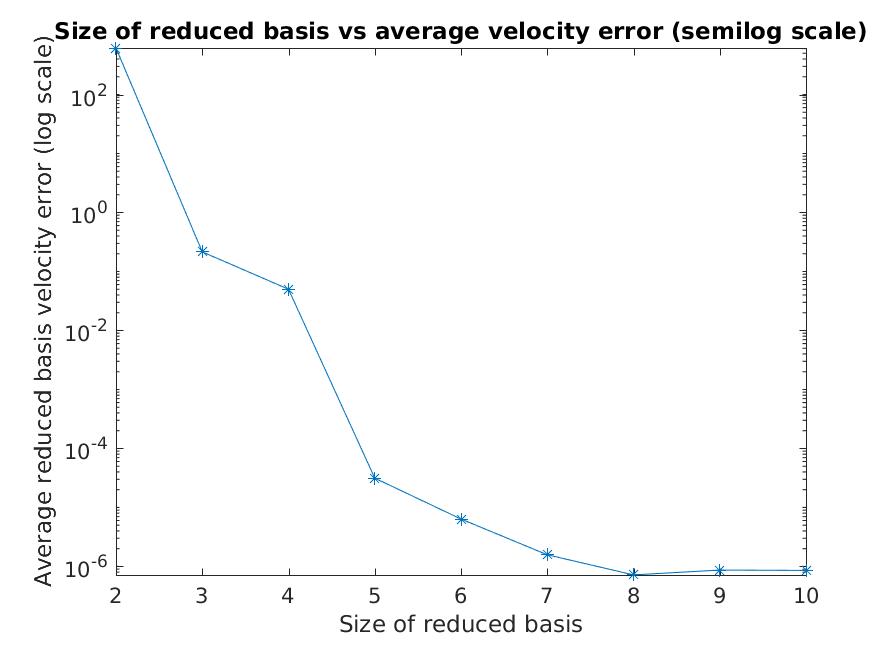 Size of reduced basis vs average velocity error (semilog scale)
Average reduced basis velocity error (log scale)
10^2
10^0
10^-2
10^-4
10^-6
2 3 4 5 6 7 8 9 10
Size of reduced basis